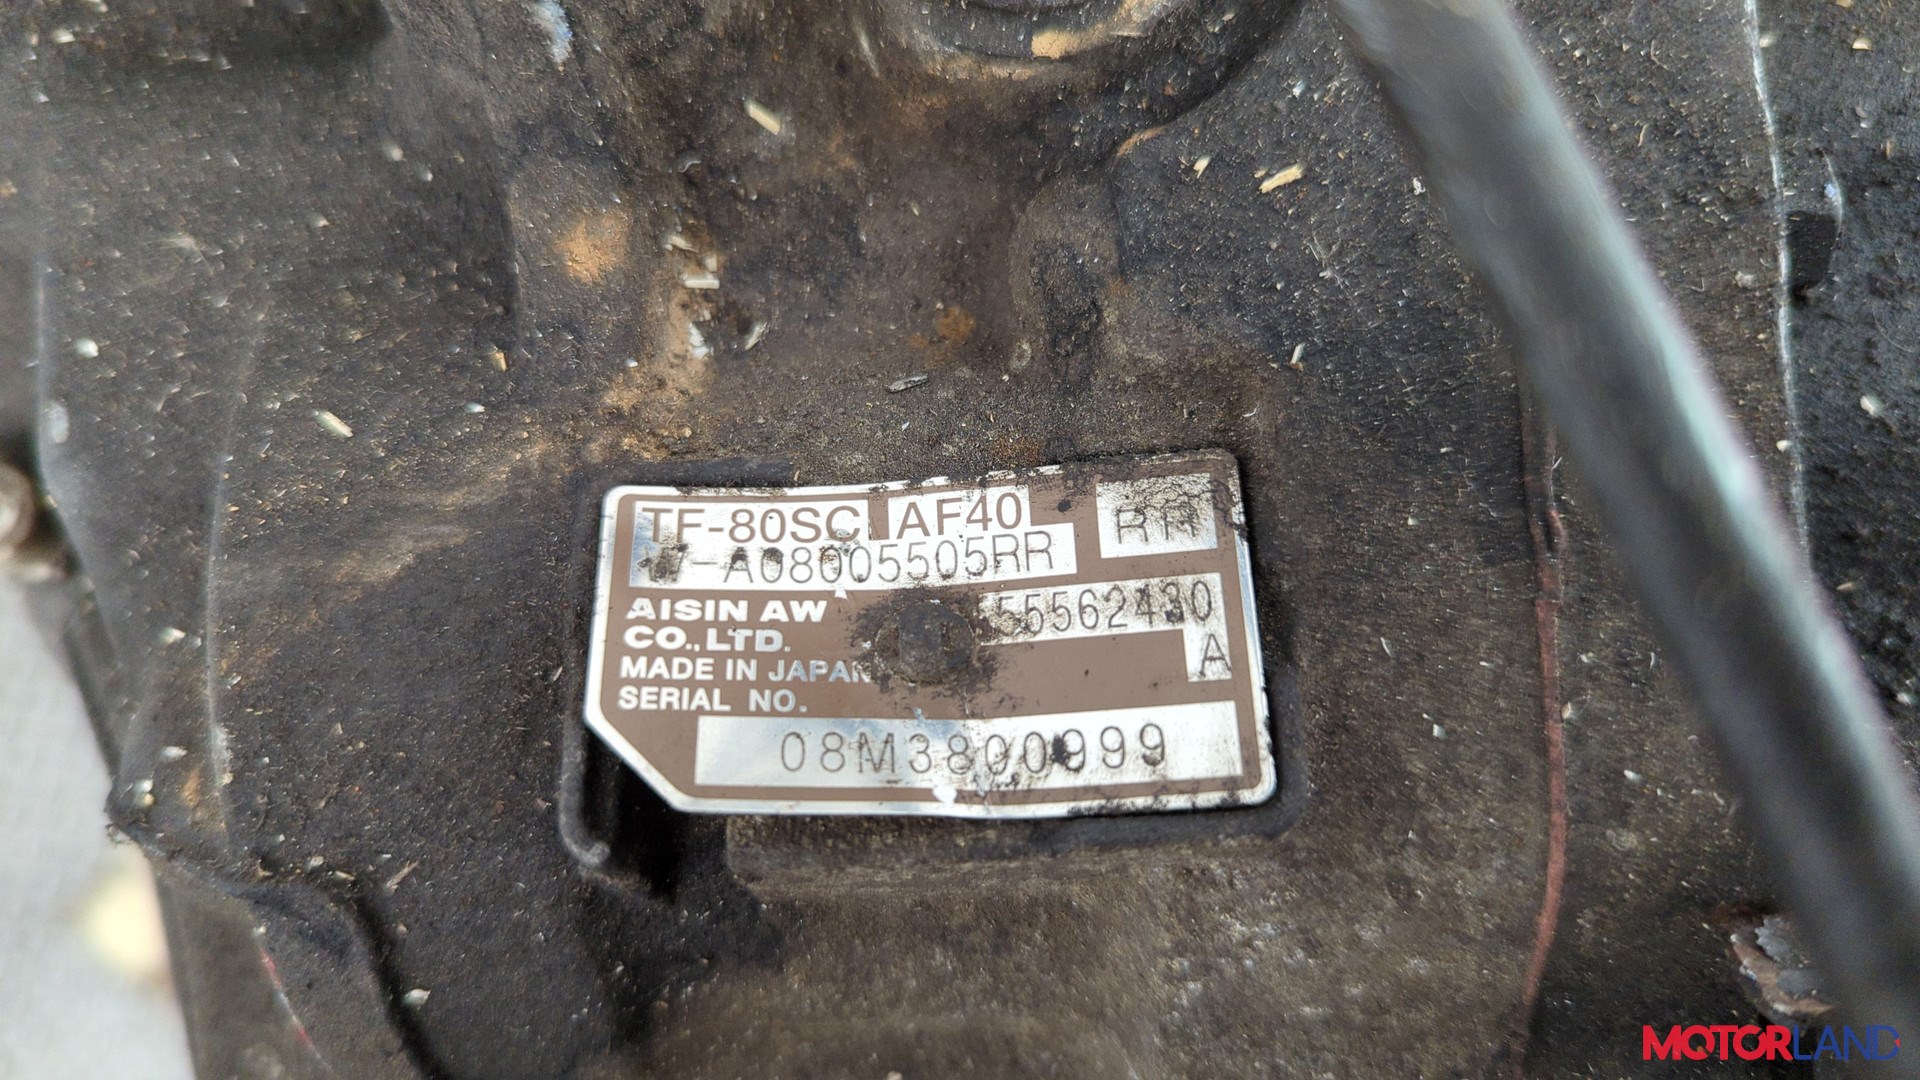 TF-80SC AF40 RR
-A08005505RR
AISIN AW
CO., LTD.
55562430
A
MADE IN JAPAN
SERIAL NO.
08M3800999
MOTORLAND